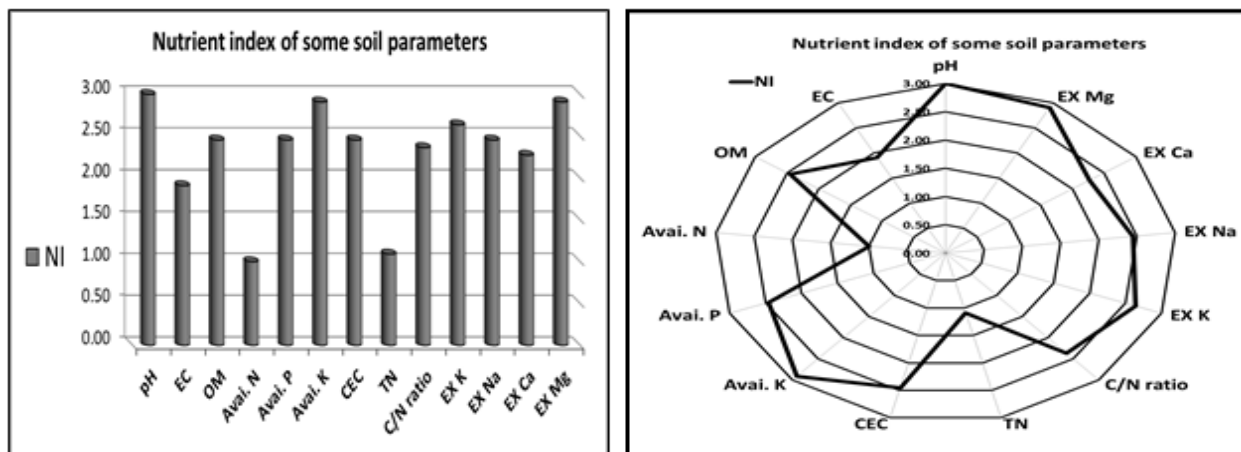 Nutrient index of some soil parameters
3.00
2.50
2.00
1.50
1.00
0.50
0.00
NI
pH
EC
OM
Avai. N
Avai. P
Avai. K
CEC
TN
C/N ratio
EX K
EX Na
EX Ca
EX Mg
Nutrient index of some soil parameters
NI
pH
EX Mg
EX Ca
EX Na
EX K
C/N ratio
TN
CEC
Avai. K
Avai. P
Avai. N
OM
EC
3.00
2.50
2.00
1.50
1.00
0.50
0.00